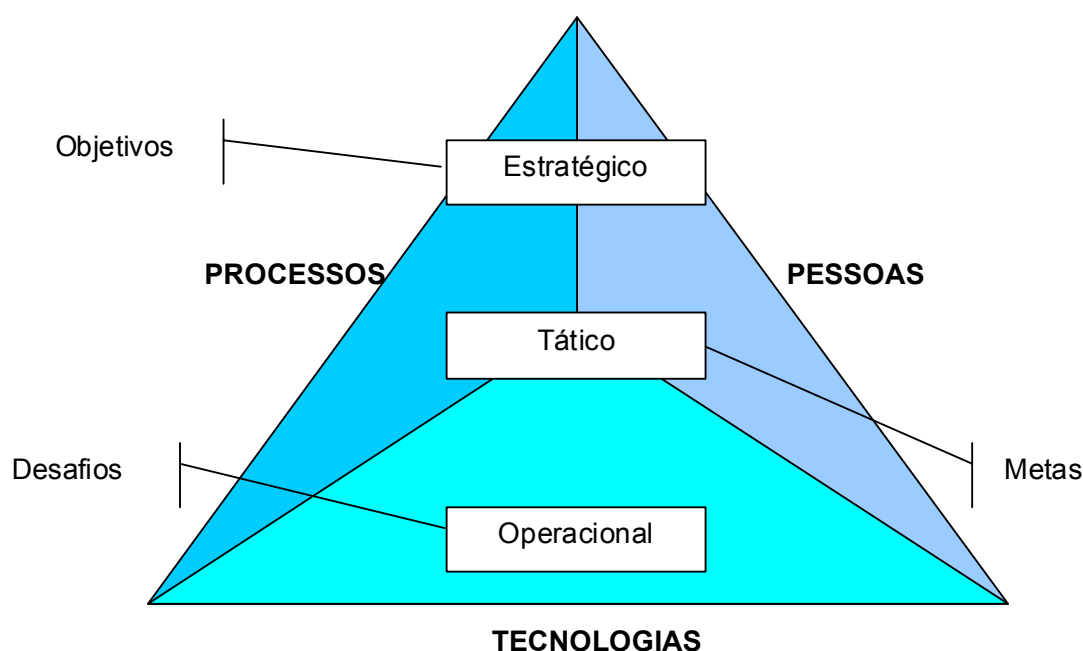 Objetivos
Estratégico
PROCESSOS
PESSOAS
Tático
Desafios
Metas
Operacional
TECNOLOGIAS